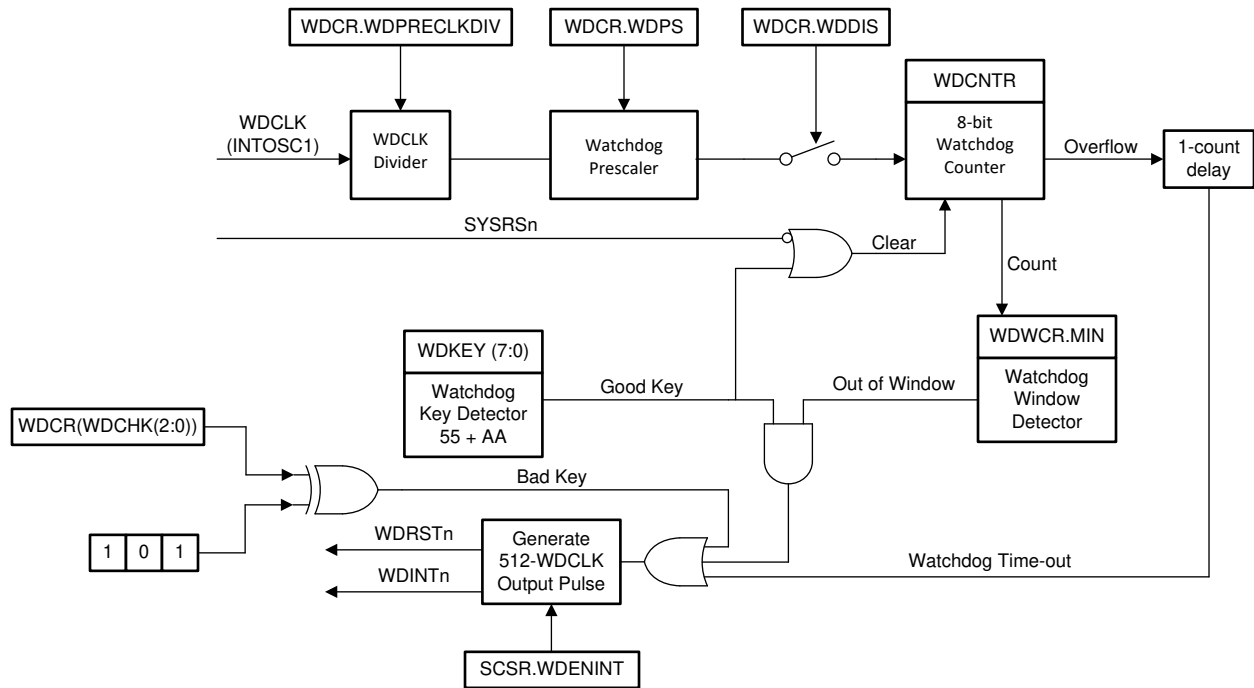 WDCR.WDPRECLKDIV
WDCR.WDPS
WDCR.WDDIS
WDCNTR
8-bit
Watchdog
Counter
WDCLK
(INTOSC1)
WDCLK
Divider
Watchdog
Prescaler
Overflow
1-count
delay
SYSRSn
Clear
Count
WDKEY (7:0)
Watchdog
Key Detector
55 + AA
Good Key
Out of Window
WDWCR.MIN
Watchdog
Window
Detector
WDCR(WDCHK(2:0))
Bad Key
1 0 1
WDRSTn
WDINTn
Generate
512-WDCLK
Output Pulse
Watchdog Time-out
SCSR.WDENINT